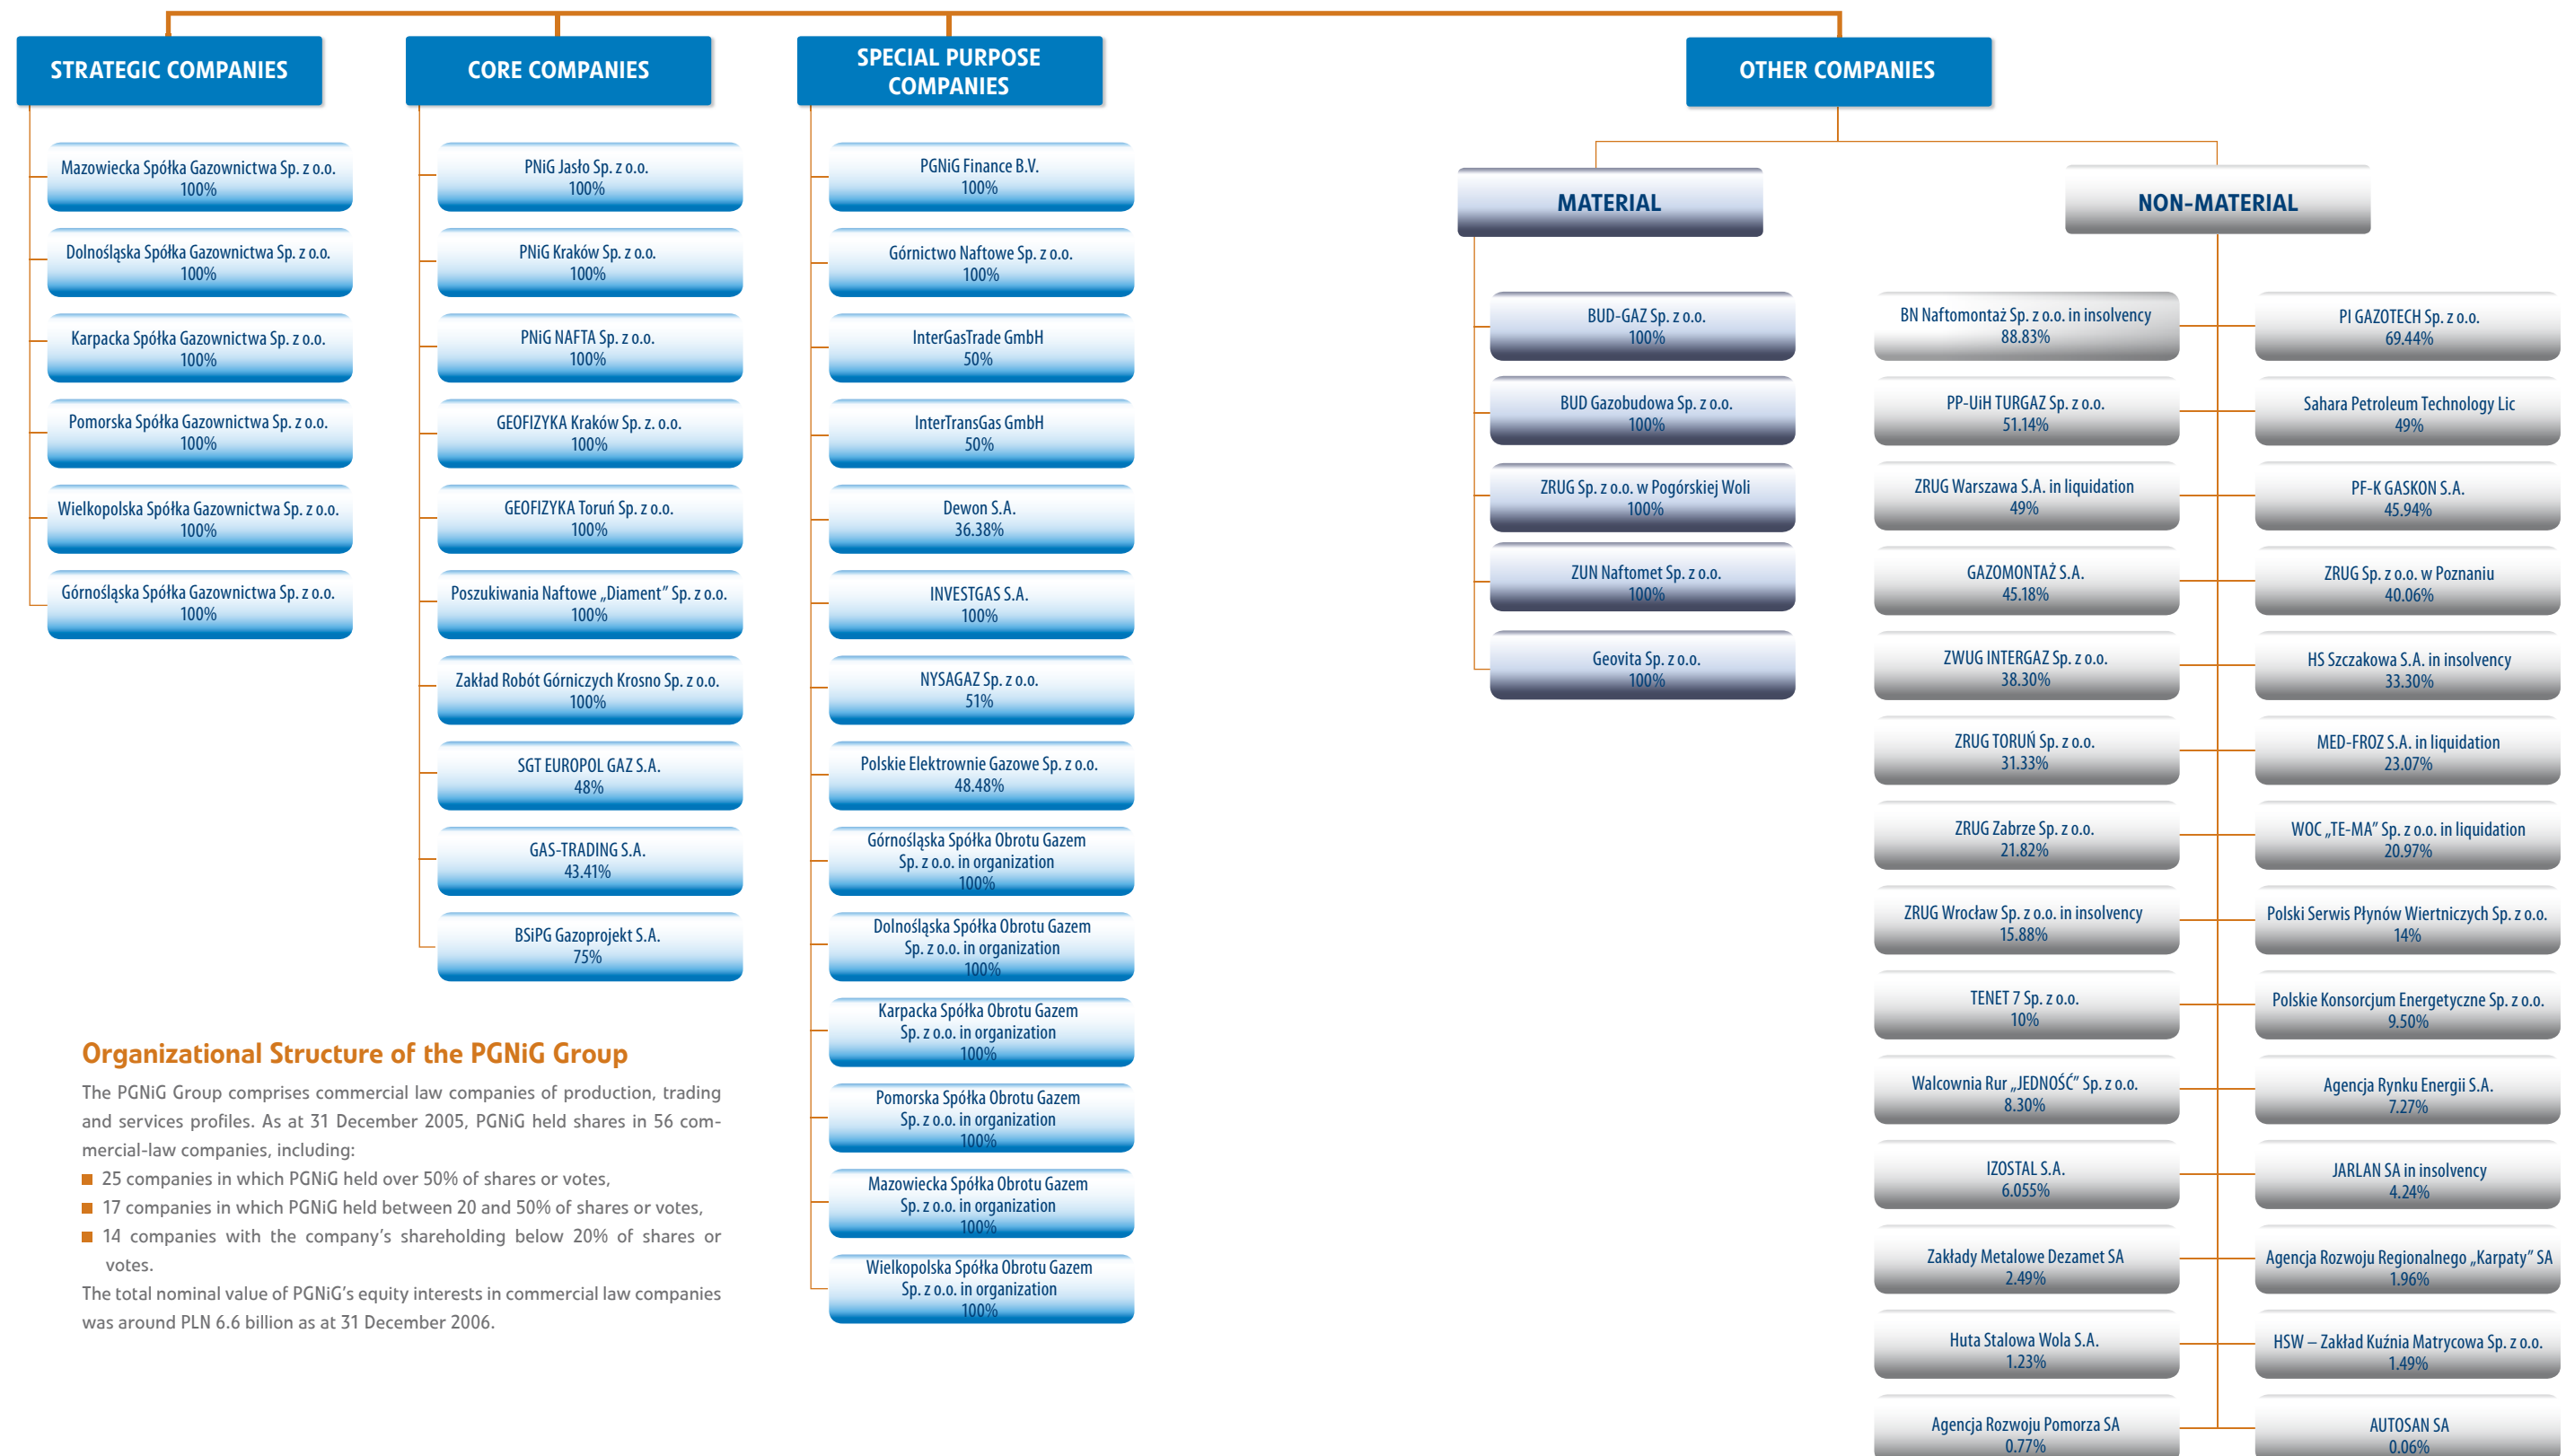 STRATEGIC COMPANIES
Mazowiecka Spółka Gazownictwa Sp. z o.o.
100%
Dolnośląska Spółka Gazownictwa Sp. z o.o.
100%
Karpacka Spółka Gazownictwa Sp. z o.o.
100%
Pomorska Spółka Gazownictwa Sp. z o.o.
100%
Wielkopolska Spółka Gazownictwa Sp. z o.o.
100%
Górnośląska Spółka Gazownictwa Sp. z o.o.
100%
CORE COMPANIES
PNiG Jasło Sp. z o.o.
100%
PNiG Kraków Sp. z o.o.
100%
PNiG NAFTA Sp. z o.o.
100%
GEOFIZYKA Kraków Sp. z. o.o.
100%
GEOFIZYKA Toruń Sp. z o.o.
100%
Poszukiwania Naftowe „Diament” Sp. z o.o.
100%
Zakład Robót Górniczych Krosno Sp. z o.o.
100%
SGT EUROPOL GAZ S.A.
48%
GAS-TRADING S.A.
43.41%
BSiPG Gazoprojekt S.A.
75%
SPECIAL PURPOSE
COMPANIES
PGNiG Finance B.V.
100%
Górnictwo Naftowe Sp. z o.o.
100%
InterGasTrade GmbH
50%
InterTransGas GmbH
50%
Dewon S.A.
36.38%
INVESTGAS S.A.
100%
NYSAGAZ Sp. z o.o.
51%
Polskie Elektrownie Gazowe Sp. z o.o.
48.48%
Górnośląska Spółka Obrotu Gazem
Sp. z o.o. in organization
100%
Dolnośląska Spółka Obrotu Gazem
Sp. z o.o. in organization
100%
Karpacka Spółka Obrotu Gazem
Sp. z o.o. in organization
100%
Pomorska Spółka Obrotu Gazem
Sp. z o.o. in organization
100%
Mazowiecka Spółka Obrotu Gazem
Sp. z o.o. in organization
100%
Wielkopolska Spółka Obrotu Gazem
Sp. z o.o. in organization
100%
OTHER COMPANIES
MATERIAL
BUD-GAZ Sp. z o.o.
100%
BUD Gazobudowa Sp. z o.o.
100%
ZRUG Sp. z o.o. w Pogórskiej Woli
100%
ZUN Naftomet Sp. z o.o.
100%
Geovita Sp. z o.o.
100%
NON-MATERIAL
BN Naftomontaż Sp. z o.o. in insolvency
88.83%
PP-UiH TURGAZ Sp. z o.o.
51.14%
ZRUG Warszawa S.A. in liquidation
49%
GAZOMONTAŻ S.A.
45.18%
ZWUG INTERGAZ Sp. z o.o.
38.30%
ZRUG TORUŃ Sp. z o.o.
31.33%
ZRUG Zabrze Sp. z o.o.
21.82%
ZRUG Wrocław Sp. z o.o. in insolvency
15.88%
TENET 7 Sp. z o.o.
10%
Walcownia Rur „JEDNOŚĆ” Sp. z o.o.
8.30%
IZOSTAL S.A.
6.055%
Zakłady Metalowe Dezamet SA
2.49%
Huta Stalowa Wola S.A.
1.23%
Agencja Rozwoju Pomorza SA
0.77%
PI GAZOTECH Sp. z o.o.
69.44%
Sahara Petroleum Technology Lic
49%
PF-K GASKON S.A.
45.94%
ZRUG Sp. z o.o. w Poznaniu
40.06%
HS Szczakowa S.A. in insolvency
33.30%
MED-FROZ S.A. in liquidation
23.07%
WOC „TE-MA” Sp. z o.o. in liquidation
20.97%
Polski Serwis Płynów Wiertniczych Sp. z o.o.
14%
Polskie Konsorcjum Energetyczne Sp. z o.o.
9.50%
Agencja Rynku Energii S.A.
7.27%
JARLAN SA in insolvency
4.24%
Agencja Rozwoju Regionalnego „Karpaty” SA
1.96%
HSW – Zakład Kuźnia Matrycowa Sp. z o.o.
1.49%
AUTOSAN SA
0.06%
Organizational Structure of the PGNiG Group
The PGNiG Group comprises commercial law companies of production, trading
and services profiles. As at 31 December 2005, PGNiG held shares in 56 com-
mercial-law companies, including:
■ 25 companies in which PGNiG held over 50% of shares or votes,
■ 17 companies in which PGNiG held between 20 and 50% of shares or votes,
■ 14 companies with the company’s shareholding below 20% of shares or
votes.
The total nominal value of PGNiG’s equity interests in commercial law companies
was around PLN 6.6 billion as at 31 December 2006.